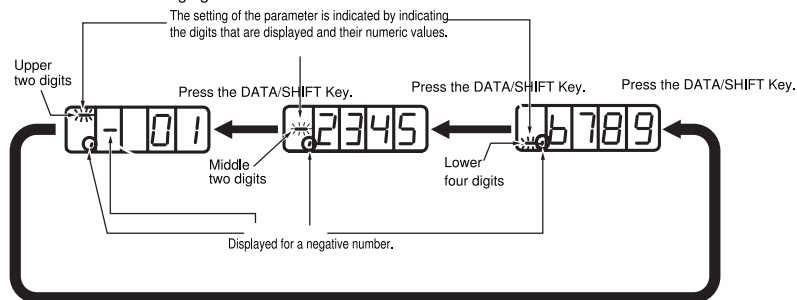 The setting of the parameter is indicated by indicating
the digits that are displayed and their numeric values.
Upper
two digits
Press the DATA/SHIFT Key.
Press the DATA/SHIFT Key.
Press the DATA/SHIFT Key.
- 01
2345
6789
Middle
two digits
Lower
four digits
Displayed for a negative number.